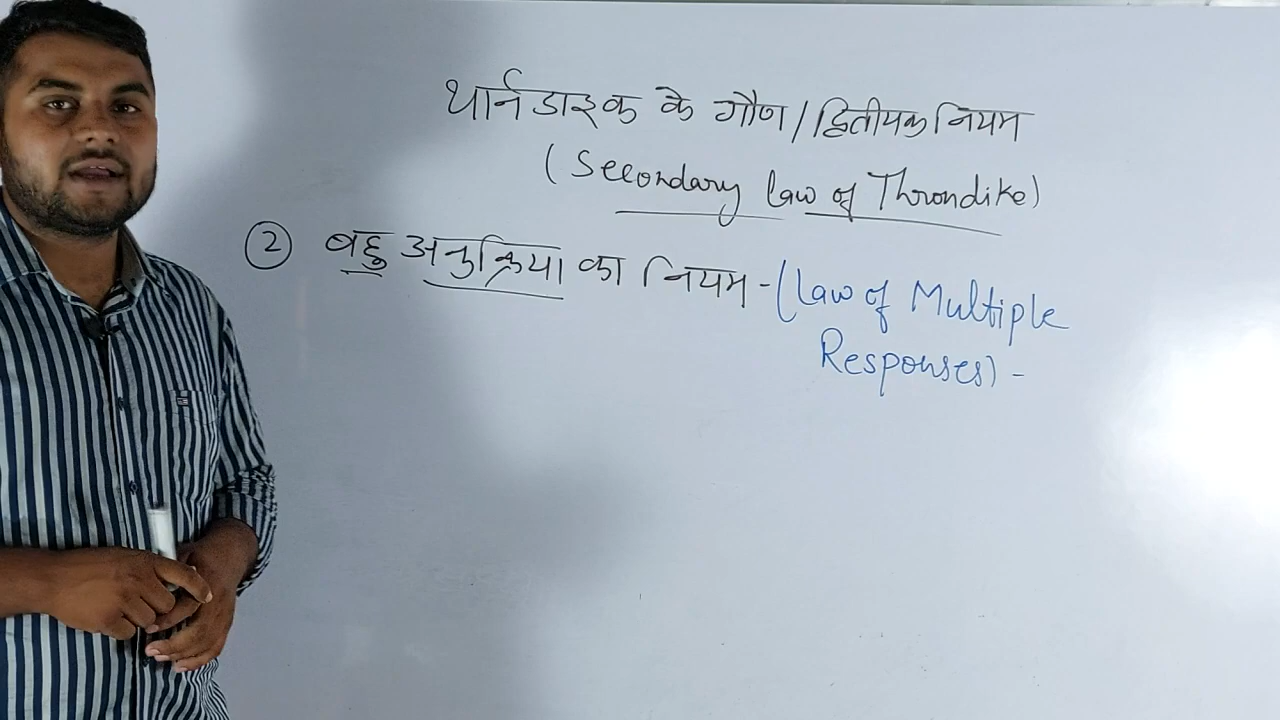 थार्नडाइक के गौण/द्वितीयक नियम
(Secondary law of Throndike)
② बहु अनुक्रिया का नियम - (Law of Multiple
Responses) -